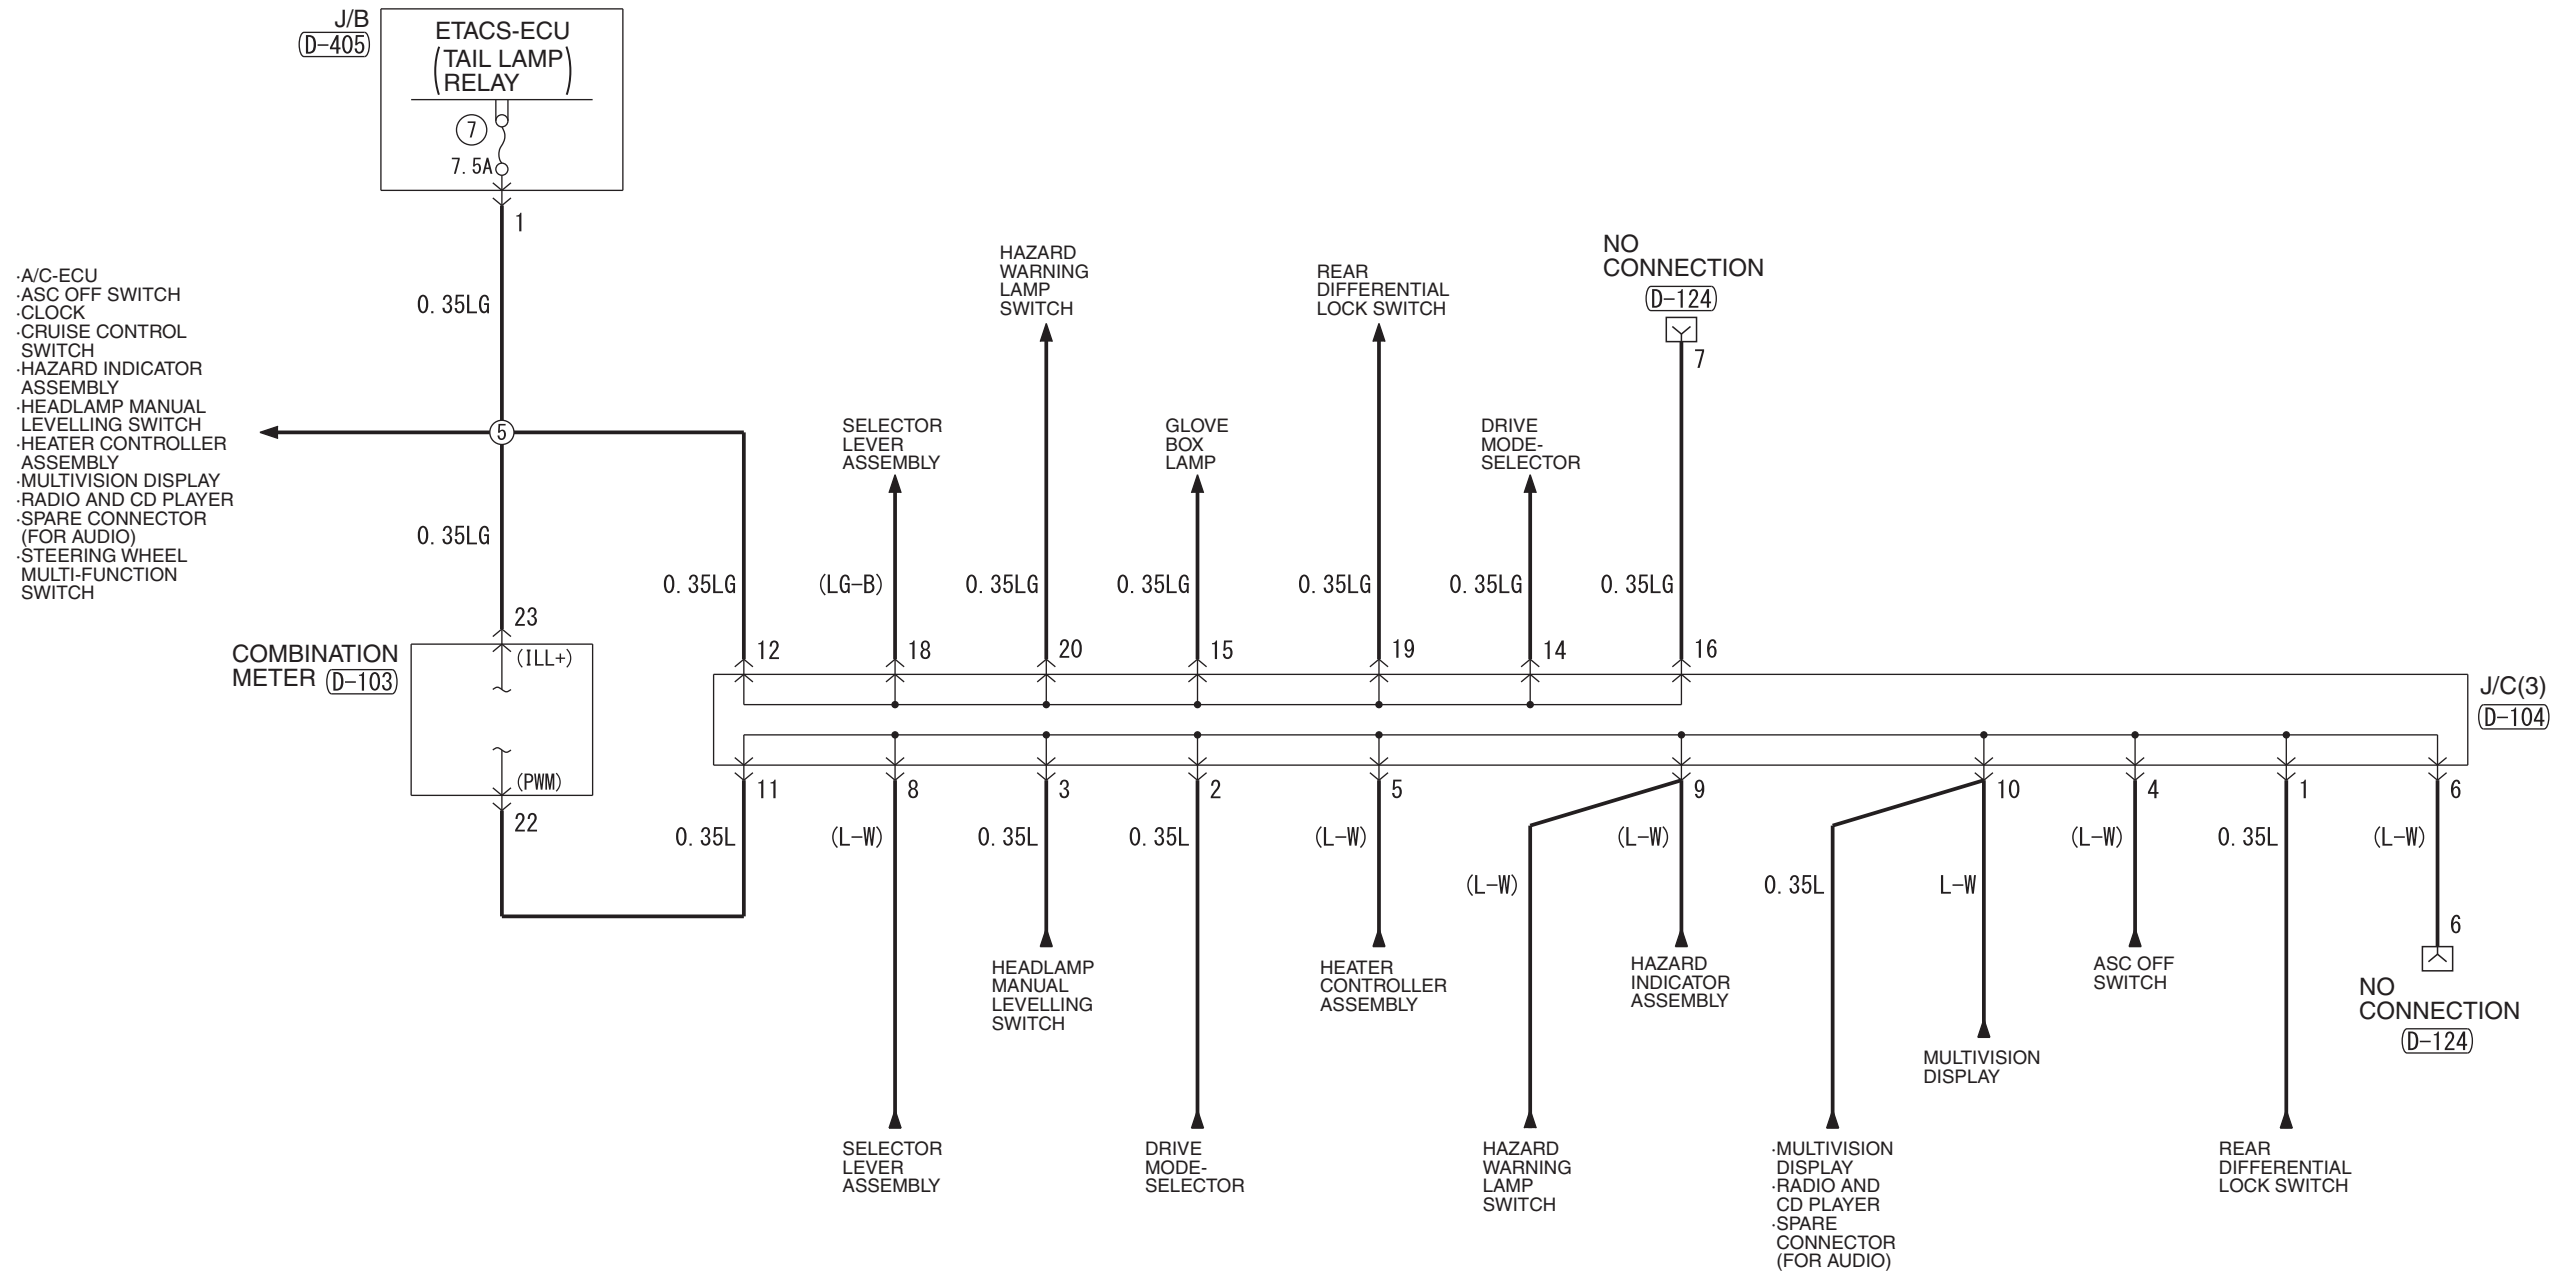 J/B
D-405
ETACS-ECU
(TAIL LAMP
RELAY)
7
7.5A
1
0.35LG
·A/C-ECU
·ASC OFF SWITCH
·CLOCK
·CRUISE CONTROL
SWITCH
·HAZARD INDICATOR
ASSEMBLY
·HEADLAMP MANUAL
LEVELLING SWITCH
·HEATER CONTROLLER
ASSEMBLY
·MULTIVISION DISPLAY
·RADIO AND CD PLAYER
·SPARE CONNECTOR
(FOR AUDIO)
·STEERING WHEEL
MULTI-FUNCTION
SWITCH
5
0.35LG
23
COMBINATION
METER D-103
(ILL+)
(PWM)
22
HAZARD
WARNING
LAMP
SWITCH
REAR
DIFFERENTIAL
LOCK SWITCH
NO
CONNECTION
D-124
7
SELECTOR
LEVER
ASSEMBLY
GLOVE
BOX
LAMP
DRIVE
MODE-
SELECTOR
0.35LG (LG-B) 0.35LG 0.35LG 0.35LG 0.35LG 0.35LG
12 18 20 15 19 14 16
J/C(3)
D-104
11 8 3 2 5 9 10 4 1 6
0.35L (L-W) 0.35L 0.35L (L-W) (L-W) (L-W) 0.35L (L-W)
(L-W) 0.35L L-W
6
HEADLAMP
MANUAL
LEVELLING
SWITCH
HEATER
CONTROLLER
ASSEMBLY
HAZARD
INDICATOR
ASSEMBLY
ASC OFF
SWITCH
NO
CONNECTION
D-124
MULTIVISION
DISPLAY
SELECTOR
LEVER
ASSEMBLY
DRIVE
MODE-
SELECTOR
HAZARD
WARNING
LAMP
SWITCH
·MULTIVISION
DISPLAY
·RADIO AND
CD PLAYER
·SPARE
CONNECTOR
(FOR AUDIO)
REAR
DIFFERENTIAL
LOCK SWITCH